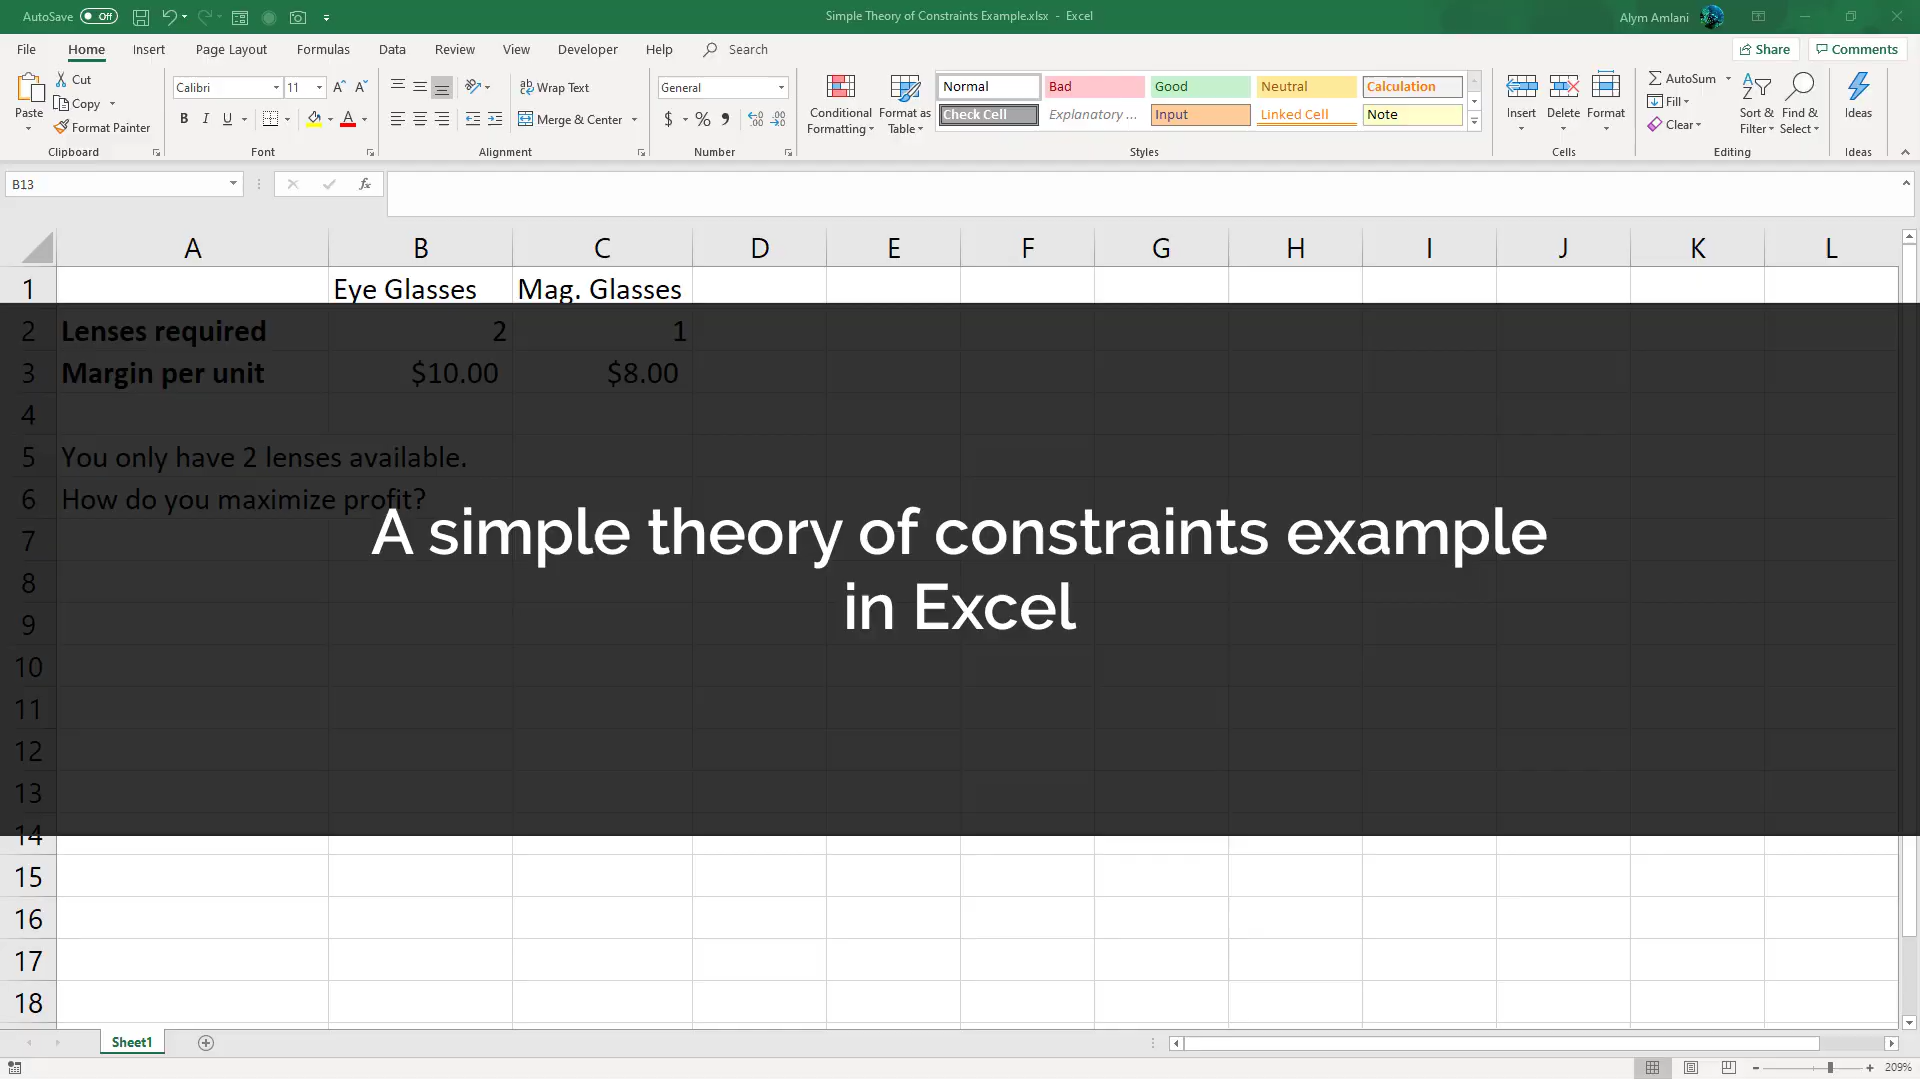 AutoSave Off
Simple Theory of Constraints Example.xlsx - Excel
Alym Amlani
File Home Insert Page Layout Formulas Data Review View Developer Help Search
Share Comments
Paste
Cut
Copy
Format Painter
Clipboard
Calibri 11
B I U
Font
Wrap Text
Merge & Center
Alignment
General
$ % 9
Number
Conditional Formatting
Format as Table
Normal Bad Good Neutral Calculation
Check Cell Explanatory ... Input Linked Cell Note
Styles
Insert Delete Format
Cells
AutoSum
Fill
Clear
Sort & Filter
Find & Select
Editing
Ideas
Ideas
B13
fx
A B C D E F G H I J K L
1 Eye Glasses Mag. Glasses
2 Lenses required 2 1
3 Margin per unit $10.00 $8.00
4
5 You only have 2 lenses available.
6 How do you maximize profit?
A simple theory of constraints example
in Excel
7
8
9
10
11
12
13
14
15
16
17
18
Sheet1
209%